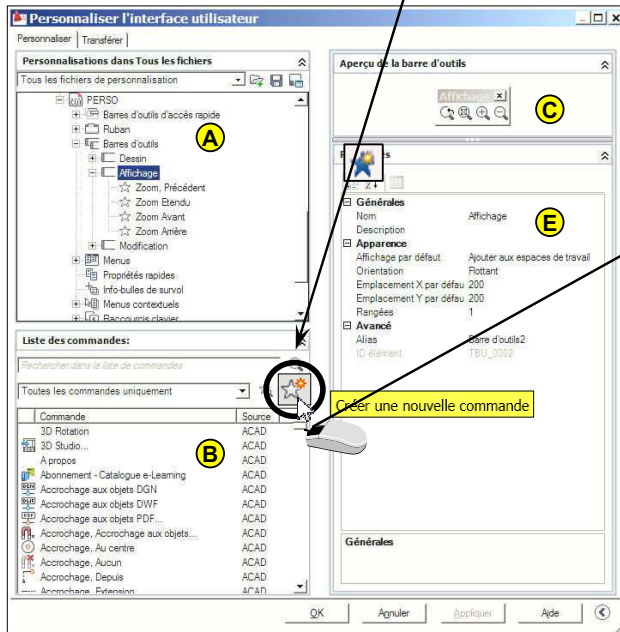 Personnaliser l'interface utilisateur
Personnaliser
Transférer
Personnalisations dans Tous les fichiers
Tous les fichiers de personnalisation
PERSO
Barres d'outils d'accès rapide
Ruban
Barres d'outils
Dessin
Affichage
Zoom, Précédent
Zoom Etendu
Zoom Avant
Zoom Arrière
Modification
Menus
Propriétés rapides
Info-bulles de survol
Menus contextuels
Raccourcis clavier
A
Liste des commandes:
Rechercher dans la liste de commandes
Toutes les commandes uniquement
Commande
Source
3D Rotation ACAD
3D Studio... ACAD
A propos ACAD
Abonnement - Catalogue e-Learning ACAD
Accrochage aux objets DGN ACAD
Accrochage aux objets DWF ACAD
Accrochage aux objets PDF... ACAD
Accrochage, Accrochage aux objets... ACAD
Accrochage, Au centre ACAD
Accrochage, Aucun ACAD
Accrochage, Depuis ACAD
Accrochage, Extension ACAD
B
Créer une nouvelle commande
Aperçu de la barre d'outils
Affichage
C
Générales
Nom Affichage
Description
Apparence
Affichage par défaut Ajouter aux espaces de travail
Orientation Flottant
Emplacement X par défau 200
Emplacement Y par défau 200
Rangées 1
Avancé
Alias Barre d'outils2
ID élément TBU_0002
E
Générales
OK
Annuler
Appliquer
Aide